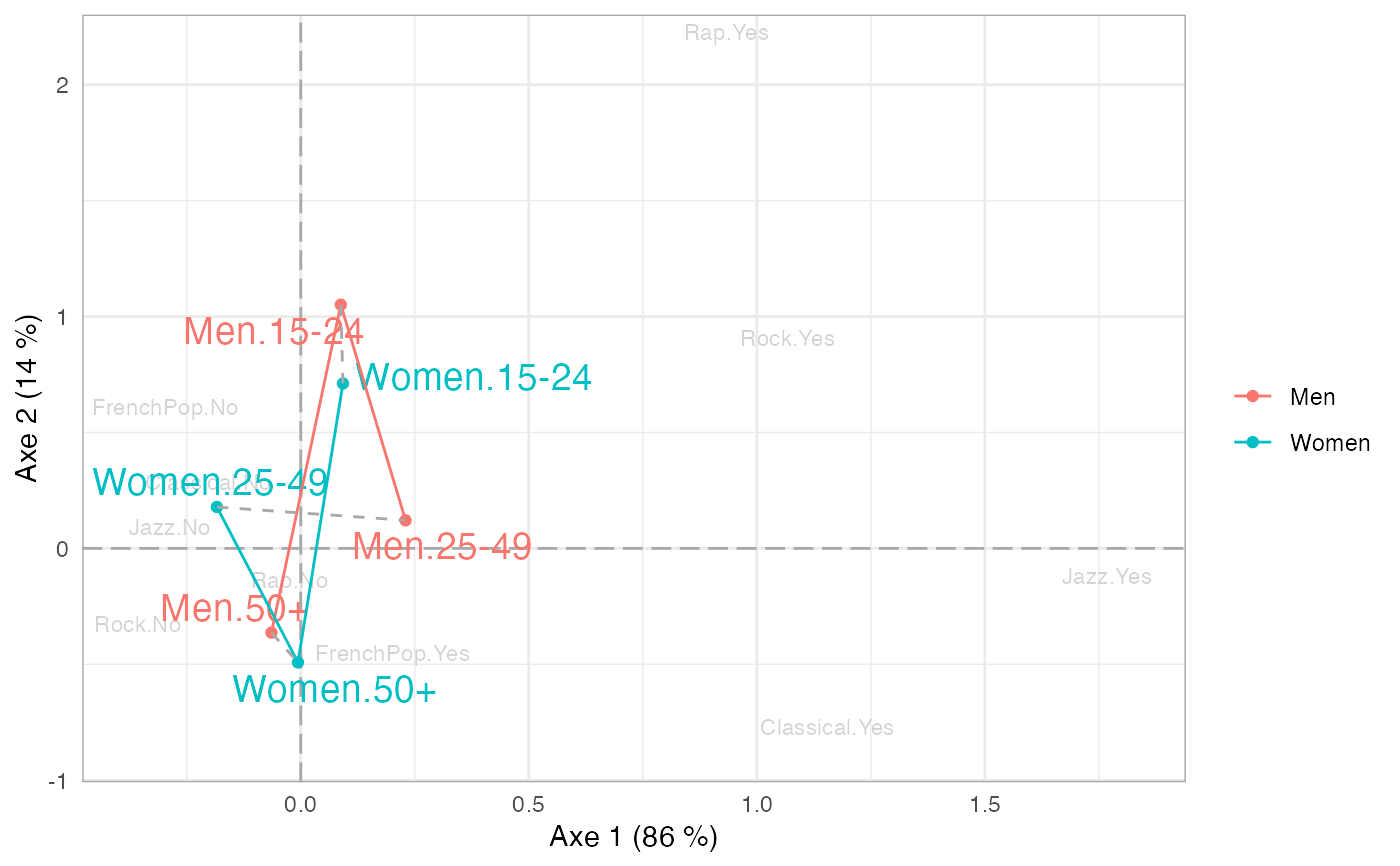 Rap.Yes
2
1
Men.15-24
Rock.Yes
Women.15-24
FrenchPop.No
Women.25-49
Classical.No
Jazz.No
Men.25-49
0
Rap.No
Jazz.Yes
Men.50+
Rock.No
FrenchPop.Yes
Women.50+
Classical.Yes
-1
0.0
0.5
1.0
1.5
Axe 1 (86 %)
Axe 2 (14 %)
Men
Women